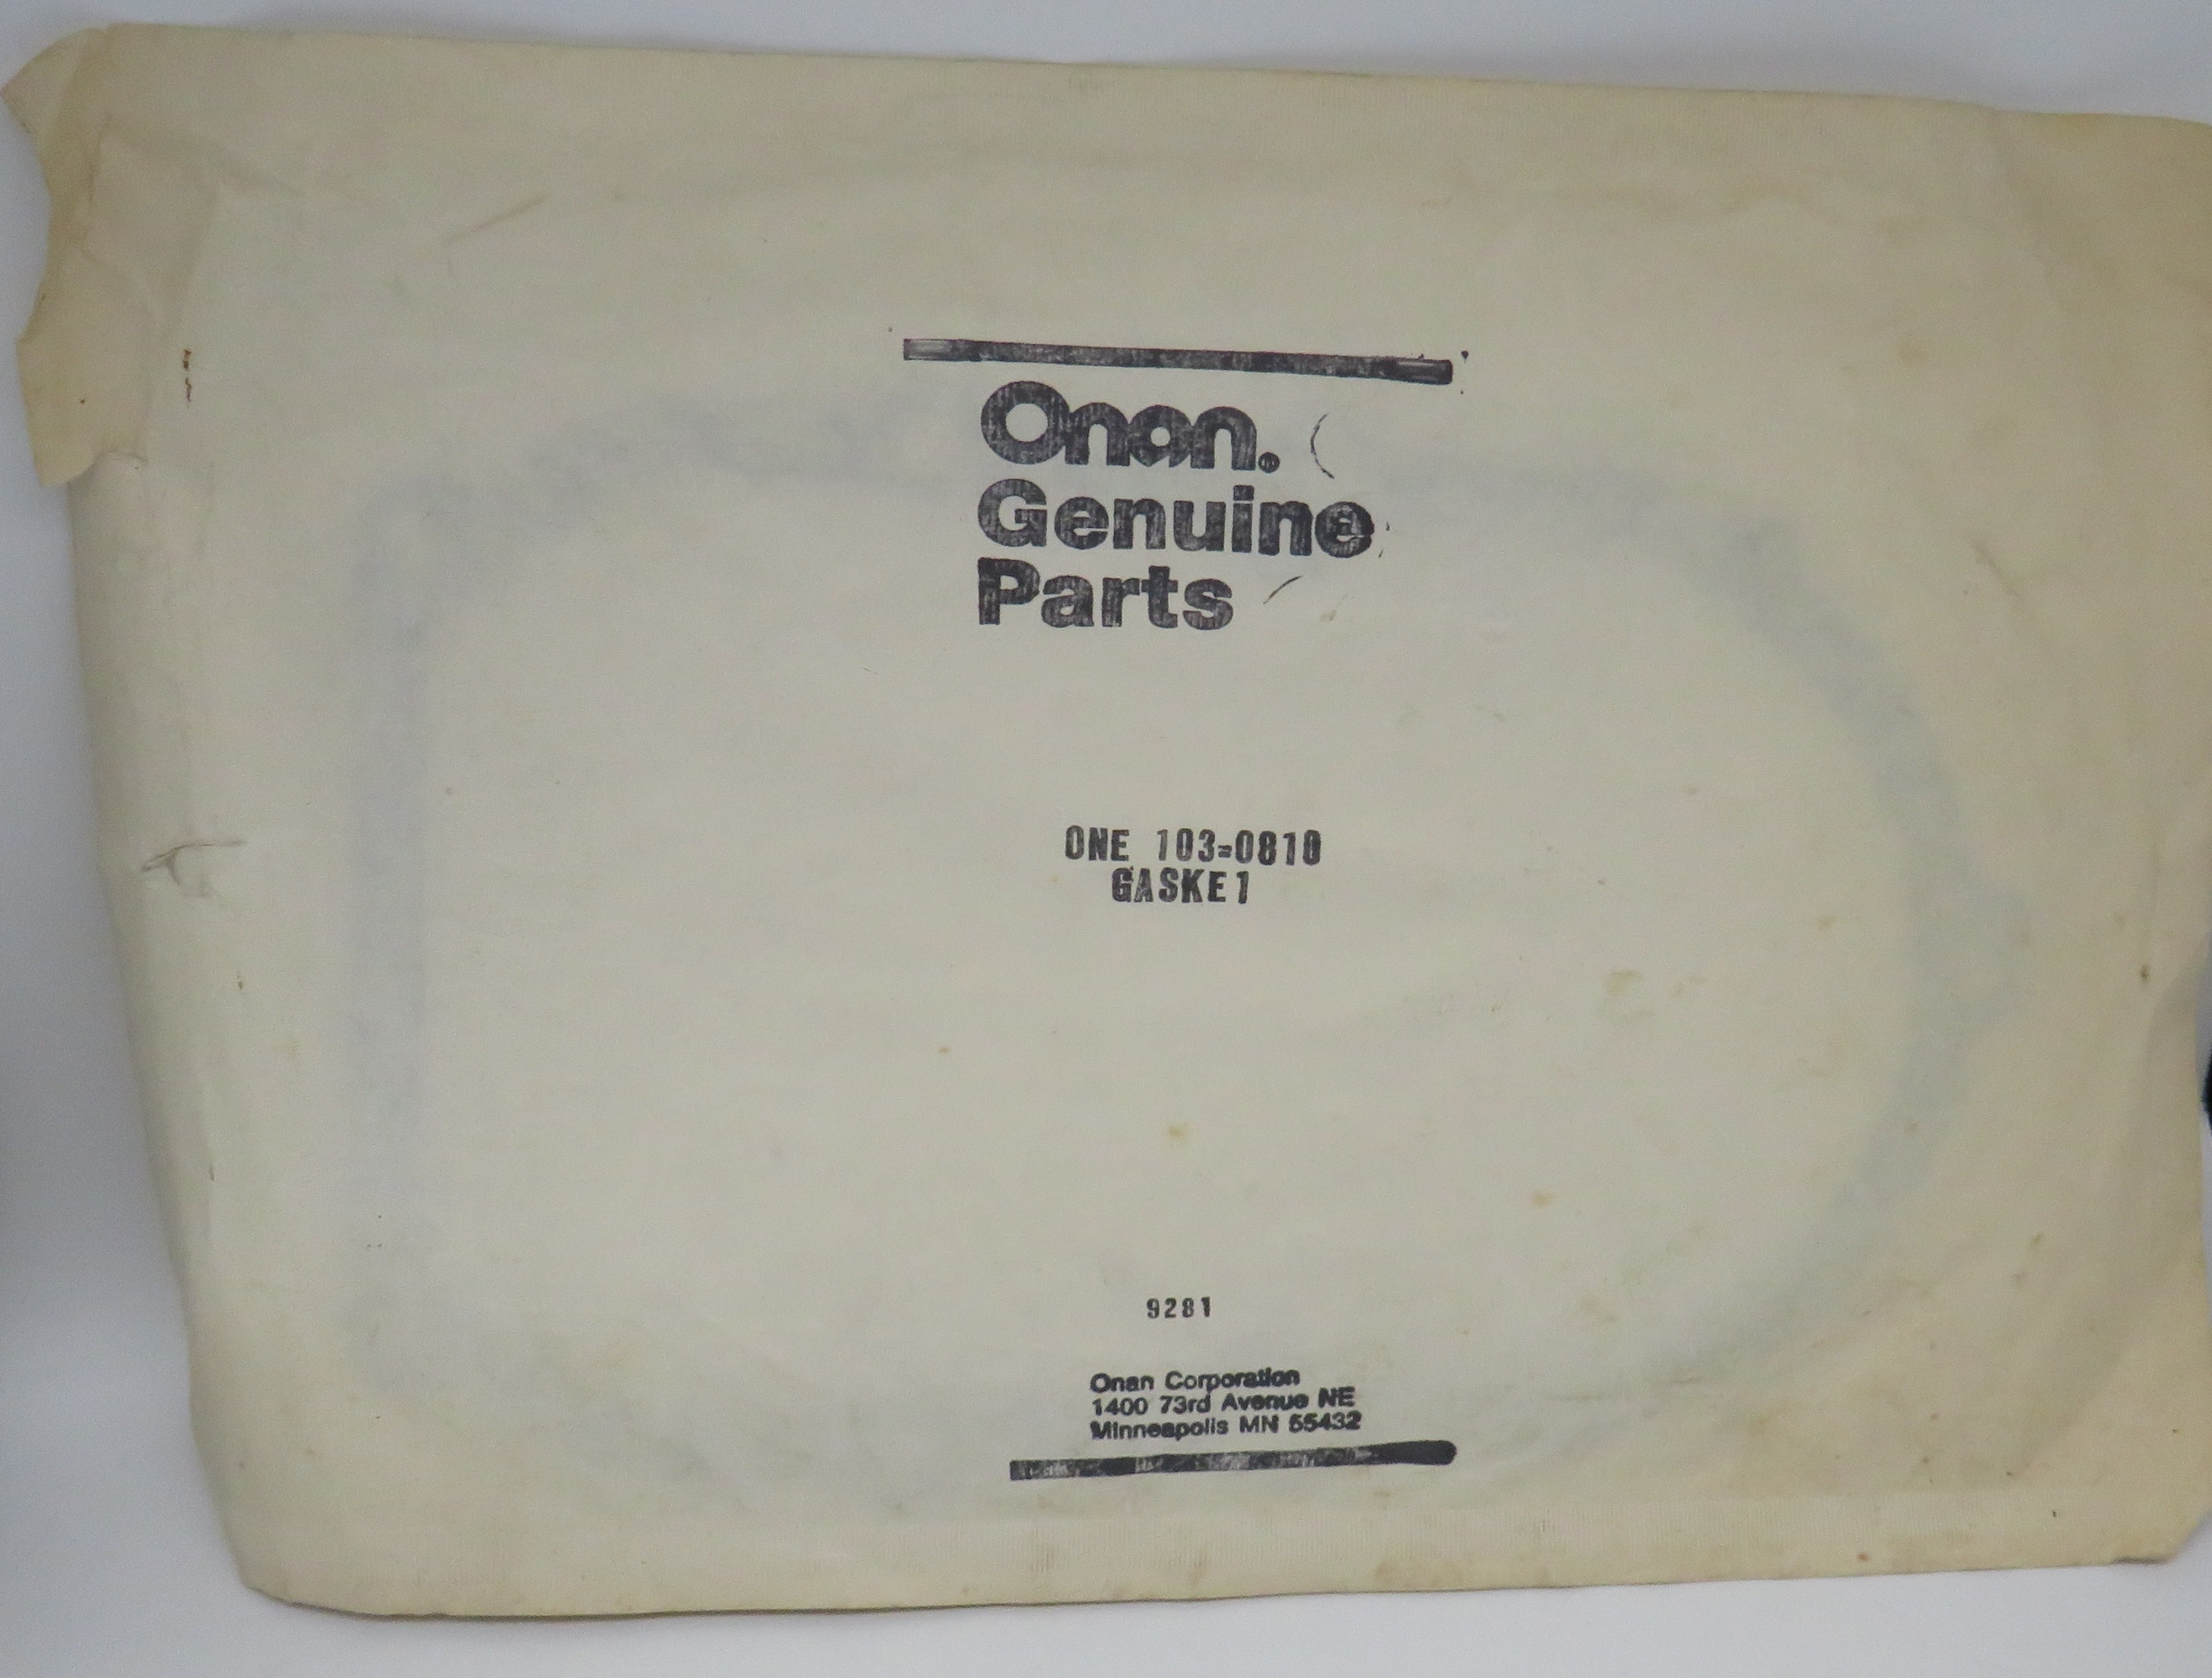 Onan.
Genuine
Parts
ONE 103-0810
GASKET
9281
Onan Corporation
1400 73rd Avenue NE
Minneapolis MN 55432